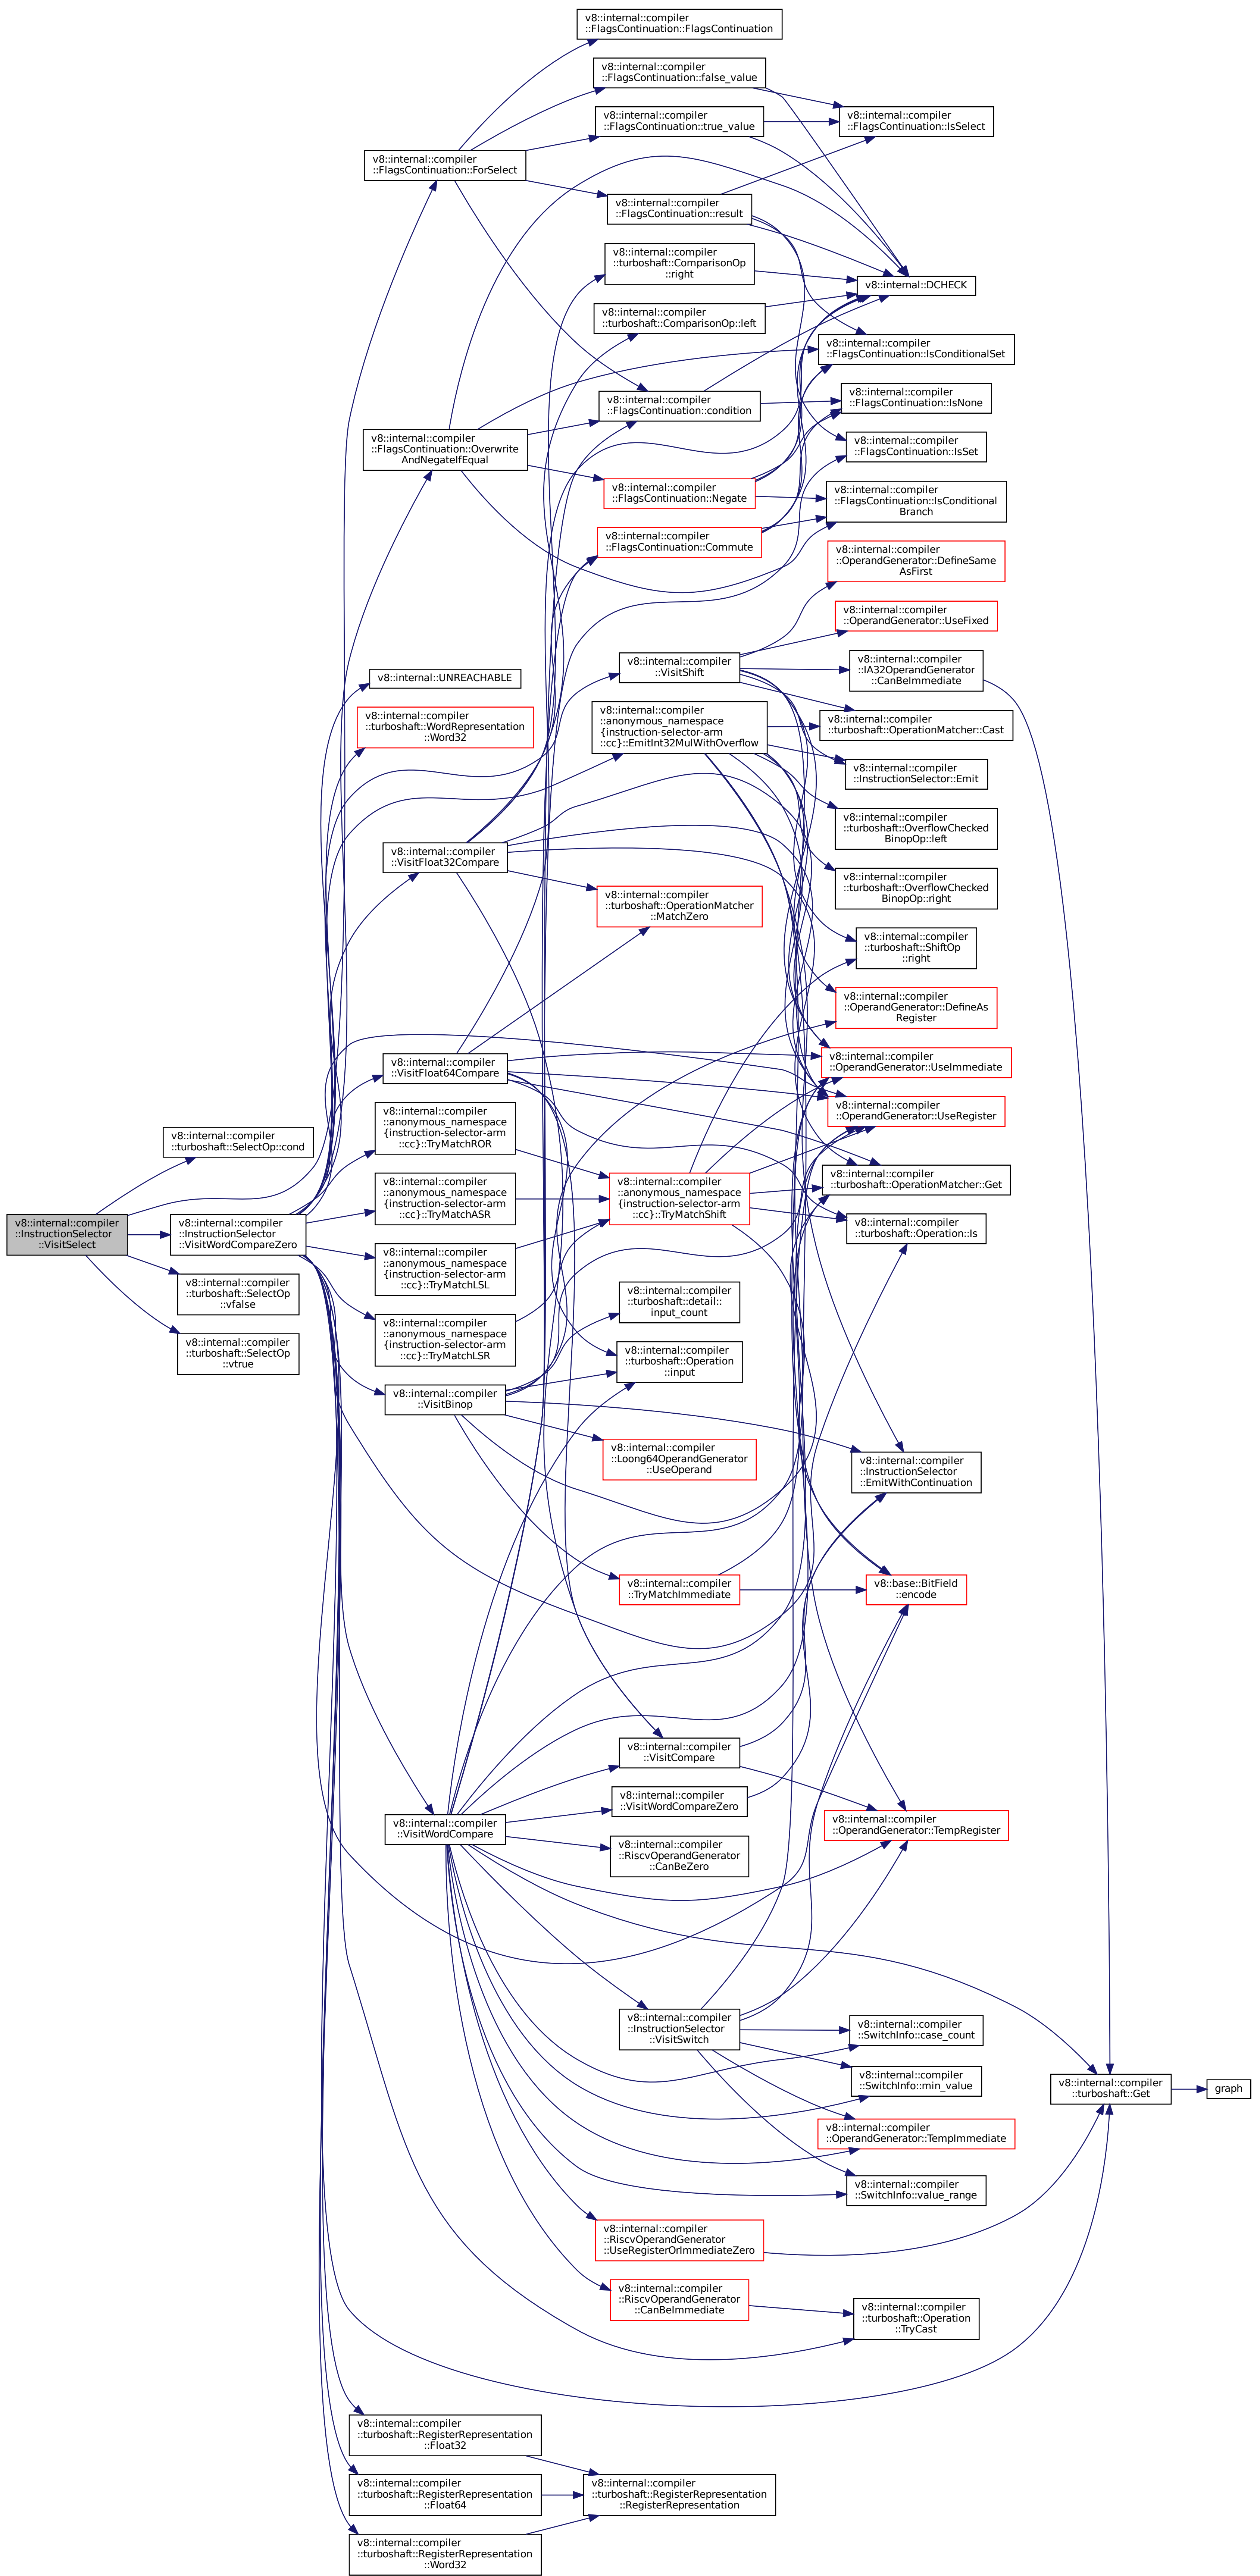 v8::internal::compiler
::FlagsContinuation::FlagsContinuation
v8::internal::compiler
::FlagsContinuation::false_value
v8::internal::compiler
::FlagsContinuation::true_value
v8::internal::compiler
::FlagsContinuation::IsSelect
v8::internal::compiler
::FlagsContinuation::ForSelect
v8::internal::compiler
::FlagsContinuation::result
v8::internal::compiler
::turboshaft::ComparisonOp
::right
v8::internal::DCHECK
v8::internal::compiler
::turboshaft::ComparisonOp::left
v8::internal::compiler
::FlagsContinuation::IsConditionalSet
v8::internal::compiler
::FlagsContinuation::condition
v8::internal::compiler
::FlagsContinuation::IsNone
v8::internal::compiler
::FlagsContinuation::Overwrite
AndNegateIfEqual
v8::internal::compiler
::FlagsContinuation::IsSet
v8::internal::compiler
::FlagsContinuation::Negate
v8::internal::compiler
::FlagsContinuation::IsConditional
Branch
v8::internal::compiler
::FlagsContinuation::Commute
v8::internal::compiler
::OperandGenerator::DefineSame
AsFirst
v8::internal::compiler
::OperandGenerator::UseFixed
v8::internal::UNREACHABLE
v8::internal::compiler
::VisitShift
v8::internal::compiler
::IA32OperandGenerator
::CanBeImmediate
v8::internal::compiler
::turboshaft::WordRepresentation
::Word32
v8::internal::compiler
::anonymous_namespace
{instruction-selector-arm
::cc}::EmitInt32MulWithOverflow
v8::internal::compiler
::turboshaft::OperationMatcher::Cast
v8::internal::compiler
::InstructionSelector::Emit
v8::internal::compiler
::turboshaft::OverflowChecked
BinopOp::left
v8::internal::compiler
::VisitFloat32Compare
v8::internal::compiler
::turboshaft::OverflowChecked
BinopOp::right
v8::internal::compiler
::turboshaft::OperationMatcher
::MatchZero
v8::internal::compiler
::turboshaft::ShiftOp
::right
v8::internal::compiler
::OperandGenerator::DefineAs
Register
v8::internal::compiler
::VisitFloat64Compare
v8::internal::compiler
::OperandGenerator::UseImmediate
v8::internal::compiler
::OperandGenerator::UseRegister
v8::internal::compiler
::turboshaft::SelectOp::cond
v8::internal::compiler
::anonymous_namespace
{instruction-selector-arm
::cc}::TryMatchROR
v8::internal::compiler
::turboshaft::OperationMatcher::Get
v8::internal::compiler
::anonymous_namespace
{instruction-selector-arm
::cc}::TryMatchASR
v8::internal::compiler
::anonymous_namespace
{instruction-selector-arm
::cc}::TryMatchShift
v8::internal::compiler
::InstructionSelector
::VisitSelect
v8::internal::compiler
::InstructionSelector
::VisitWordCompareZero
v8::internal::compiler
::turboshaft::Operation::Is
v8::internal::compiler
::anonymous_namespace
{instruction-selector-arm
::cc}::TryMatchLSL
v8::internal::compiler
::turboshaft::SelectOp
::vfalse
v8::internal::compiler
::turboshaft::detail::
input_count
v8::internal::compiler
::anonymous_namespace
{instruction-selector-arm
::cc}::TryMatchLSR
v8::internal::compiler
::turboshaft::SelectOp
::vtrue
v8::internal::compiler
::turboshaft::Operation
::input
v8::internal::compiler
::VisitBinop
v8::internal::compiler
::Loong64OperandGenerator
::UseOperand
v8::internal::compiler
::InstructionSelector
::EmitWithContinuation
v8::internal::compiler
::TryMatchImmediate
v8::base::BitField
::encode
v8::internal::compiler
::VisitCompare
v8::internal::compiler
::VisitWordCompareZero
v8::internal::compiler
::VisitWordCompare
v8::internal::compiler
::OperandGenerator::TempRegister
v8::internal::compiler
::RiscvOperandGenerator
::CanBeZero
v8::internal::compiler
::InstructionSelector
::VisitSwitch
v8::internal::compiler
::SwitchInfo::case_count
v8::internal::compiler
::SwitchInfo::min_value
v8::internal::compiler
::turboshaft::Get
graph
v8::internal::compiler
::OperandGenerator::TempImmediate
v8::internal::compiler
::SwitchInfo::value_range
v8::internal::compiler
::RiscvOperandGenerator
::UseRegisterOrImmediateZero
v8::internal::compiler
::RiscvOperandGenerator
::CanBeImmediate
v8::internal::compiler
::turboshaft::Operation
::TryCast
v8::internal::compiler
::turboshaft::RegisterRepresentation
::Float32
v8::internal::compiler
::turboshaft::RegisterRepresentation
::Float64
v8::internal::compiler
::turboshaft::RegisterRepresentation
::RegisterRepresentation
v8::internal::compiler
::turboshaft::RegisterRepresentation
::Word32